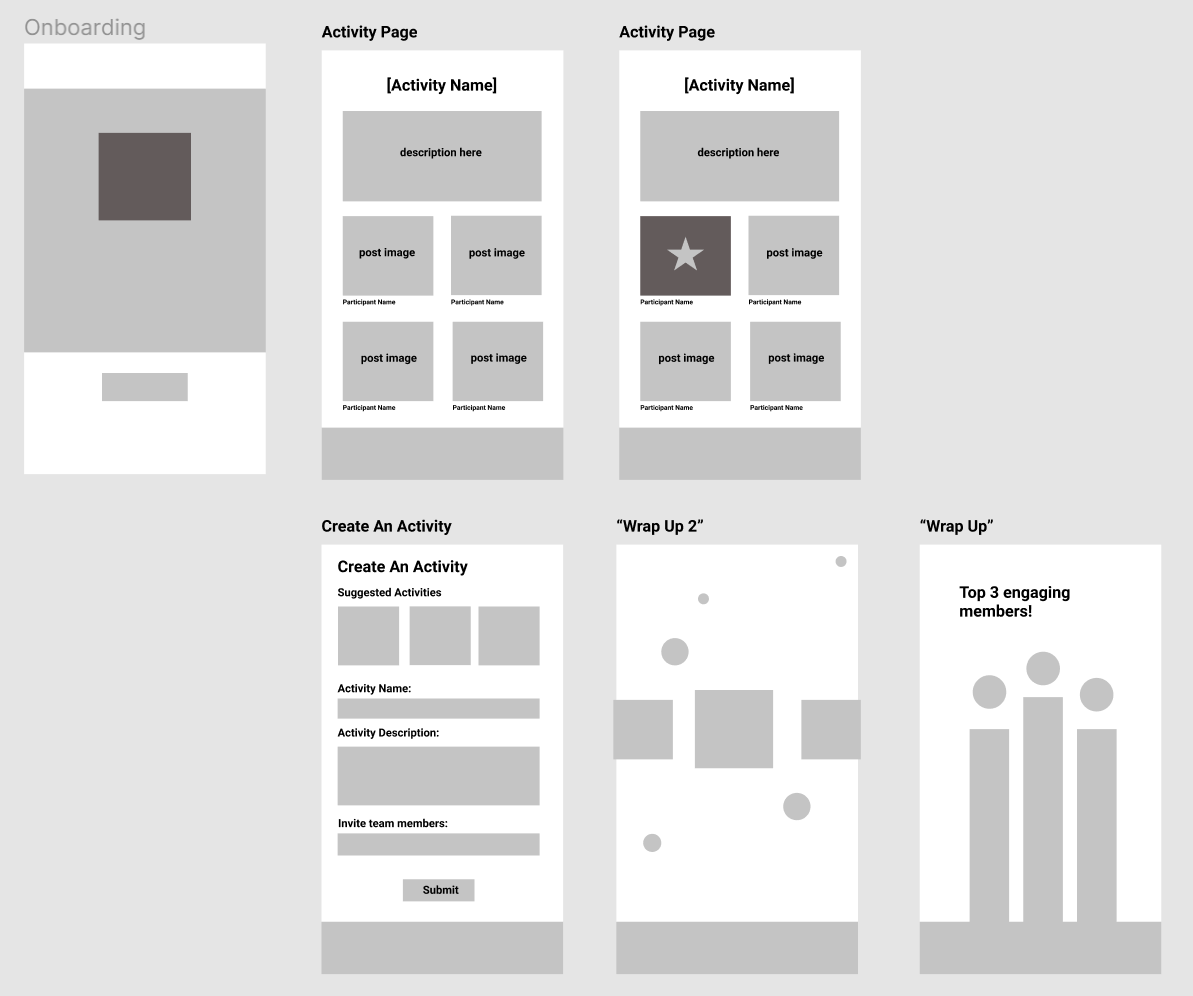 Onboarding
Activity Page
[Activity Name]
description here
post image
post image
Participant Name
Participant Name
post image
post image
Participant Name
Participant Name
Activity Page
[Activity Name]
description here
post image
Participant Name
Participant Name
post image
post image
Participant Name
Participant Name
Create An Activity
Create An Activity
Suggested Activities
Activity Name:
Activity Description:
Invite team members:
Submit
“Wrap Up 2”
“Wrap Up”
Top 3 engaging
members!